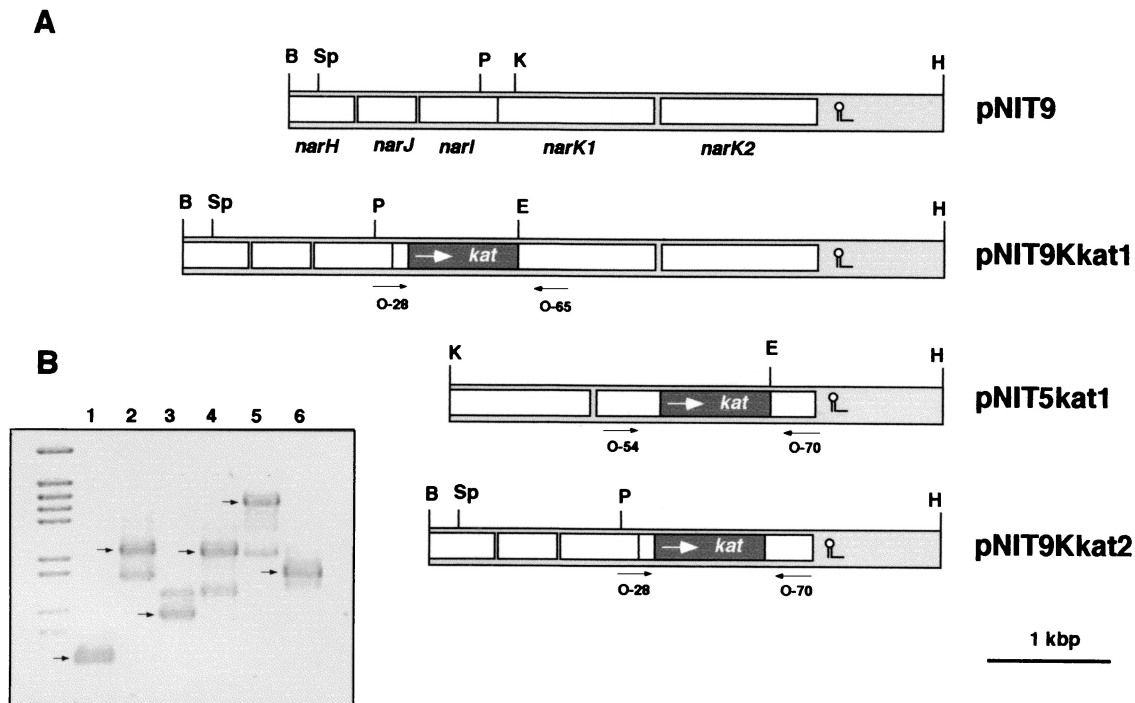 A
B Sp P K H
pNIT9
narH narJ narI narK1 narK2
B Sp P E H
kat
pNIT9Kkat1
O-28 O-65
K E H
kat
pNIT5kat1
O-54 O-70
B Sp P H
kat
pNIT9Kkat2
O-28 O-70
1 kbp
B
1 2 3 4 5 6